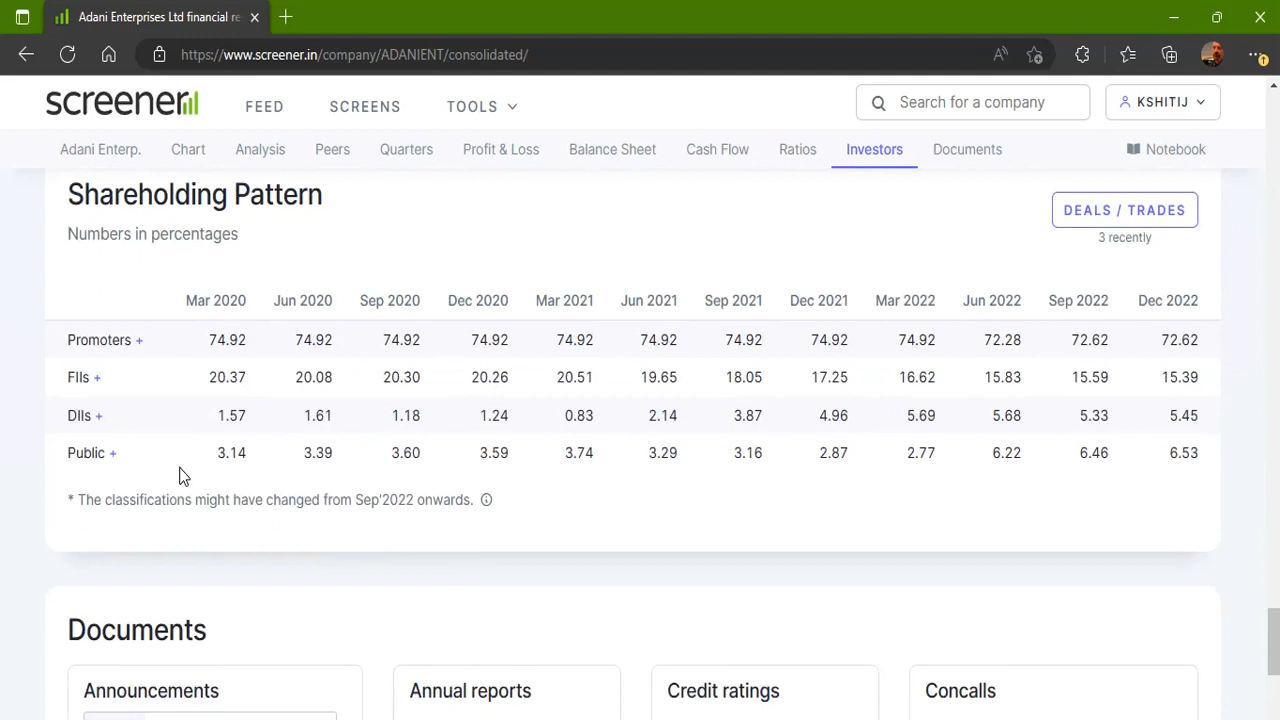 Adani Enterprises Ltd financial re
https://www.screener.in/company/ADANIENT/consolidated/
screener
FEED SCREENS TOOLS
Search for a company
KSHITIJ
Adani Enterp. Chart Analysis Peers Quarters Profit & Loss Balance Sheet Cash Flow Ratios Investors Documents Notebook
Shareholding Pattern
DEALS / TRADES
Numbers in percentages
3 recently
Mar 2020 Jun 2020 Sep 2020 Dec 2020 Mar 2021 Jun 2021 Sep 2021 Dec 2021 Mar 2022 Jun 2022 Sep 2022 Dec 2022
Promoters + 74.92 74.92 74.92 74.92 74.92 74.92 74.92 74.92 74.92 72.28 72.62 72.62
FIIs + 20.37 20.08 20.30 20.26 20.51 19.65 18.05 17.25 16.62 15.83 15.59 15.39
DIIs + 1.57 1.61 1.18 1.24 0.83 2.14 3.87 4.96 5.69 5.68 5.33 5.45
Public + 3.14 3.39 3.60 3.59 3.74 3.29 3.16 2.87 2.77 6.22 6.46 6.53
* The classifications might have changed from Sep'2022 onwards.
Documents
Announcements Annual reports Credit ratings Concalls